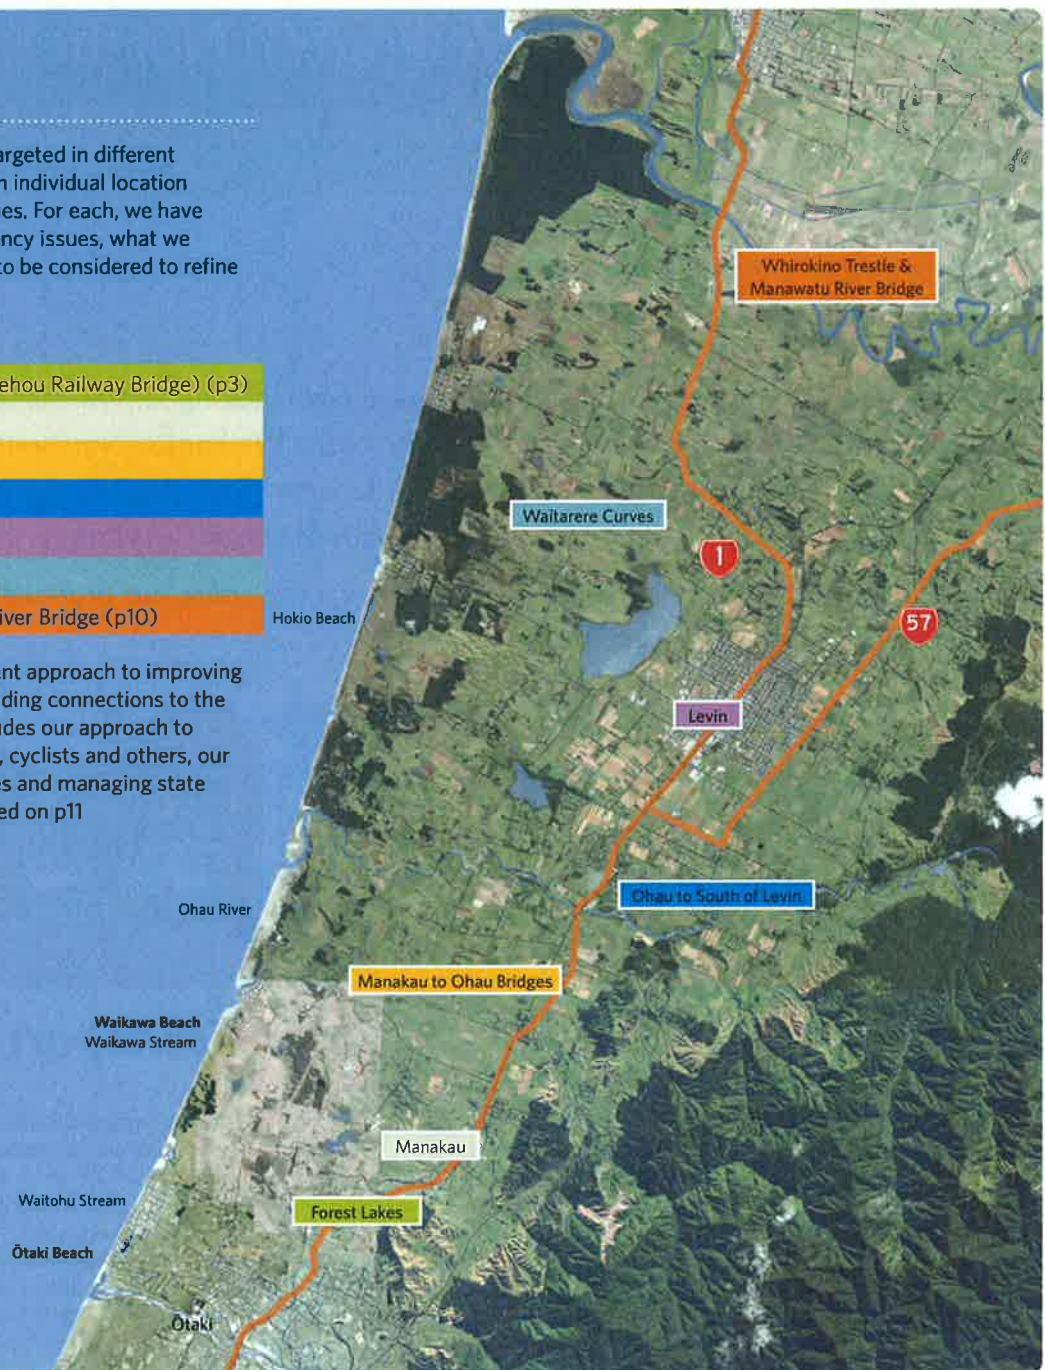 argeted in different
n individual location
es. For each, we have
ncy issues, what we
to be considered to refine
ehou Railway Bridge) (p3)
iver Bridge (p10)
ent approach to improving
ding connections to the
udes our approach to
, cyclists and others, our
es and managing state
ed on p11
Whirokino Trestle &
Manawatu River Bridge
Waitarere Curves
1
57
Hokio Beach
Levin
Ohau to South of Levin
Ohau River
Manakau to Ohau Bridges
Waikawa Beach
Waikawa Stream
Manakau
Waitohu Stream
Forest Lakes
Ōtaki Beach
Ōtaki